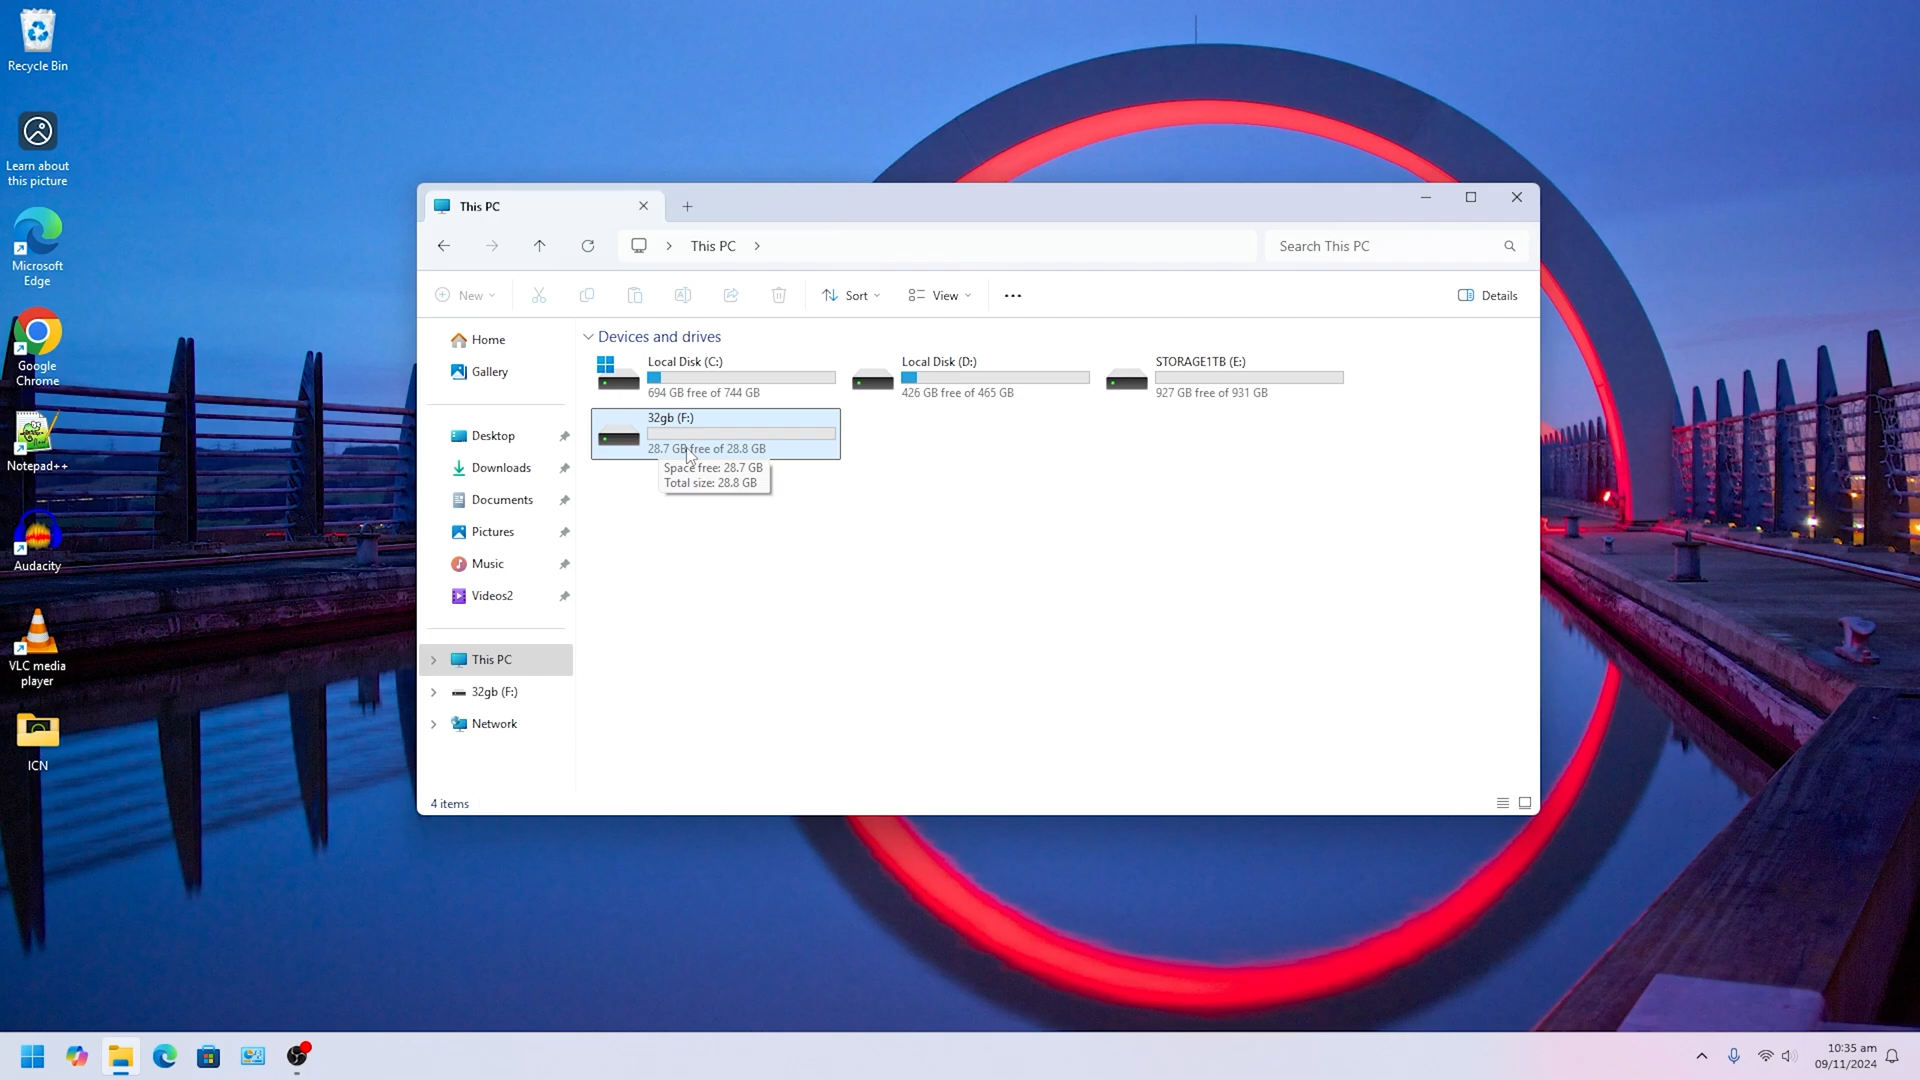 Recycle Bin
Learn about
this picture
Microsoft
Edge
Google
Chrome
Notepad++
Audacity
VLC media
player
ICN
This PC
This PC
Search This PC
New
Sort
View
Details
Home
Gallery
Desktop
Downloads
Documents
Pictures
Music
Videos2
This PC
32gb (F:)
Network
Devices and drives
Local Disk (C:)
694 GB free of 744 GB
Local Disk (D:)
426 GB free of 465 GB
STORAGE1TB (E:)
927 GB free of 931 GB
32gb (F:)
28.7 GB free of 28.8 GB
Space free: 28.7 GB
Total size: 28.8 GB
4 items
10:35 am
09/11/2024